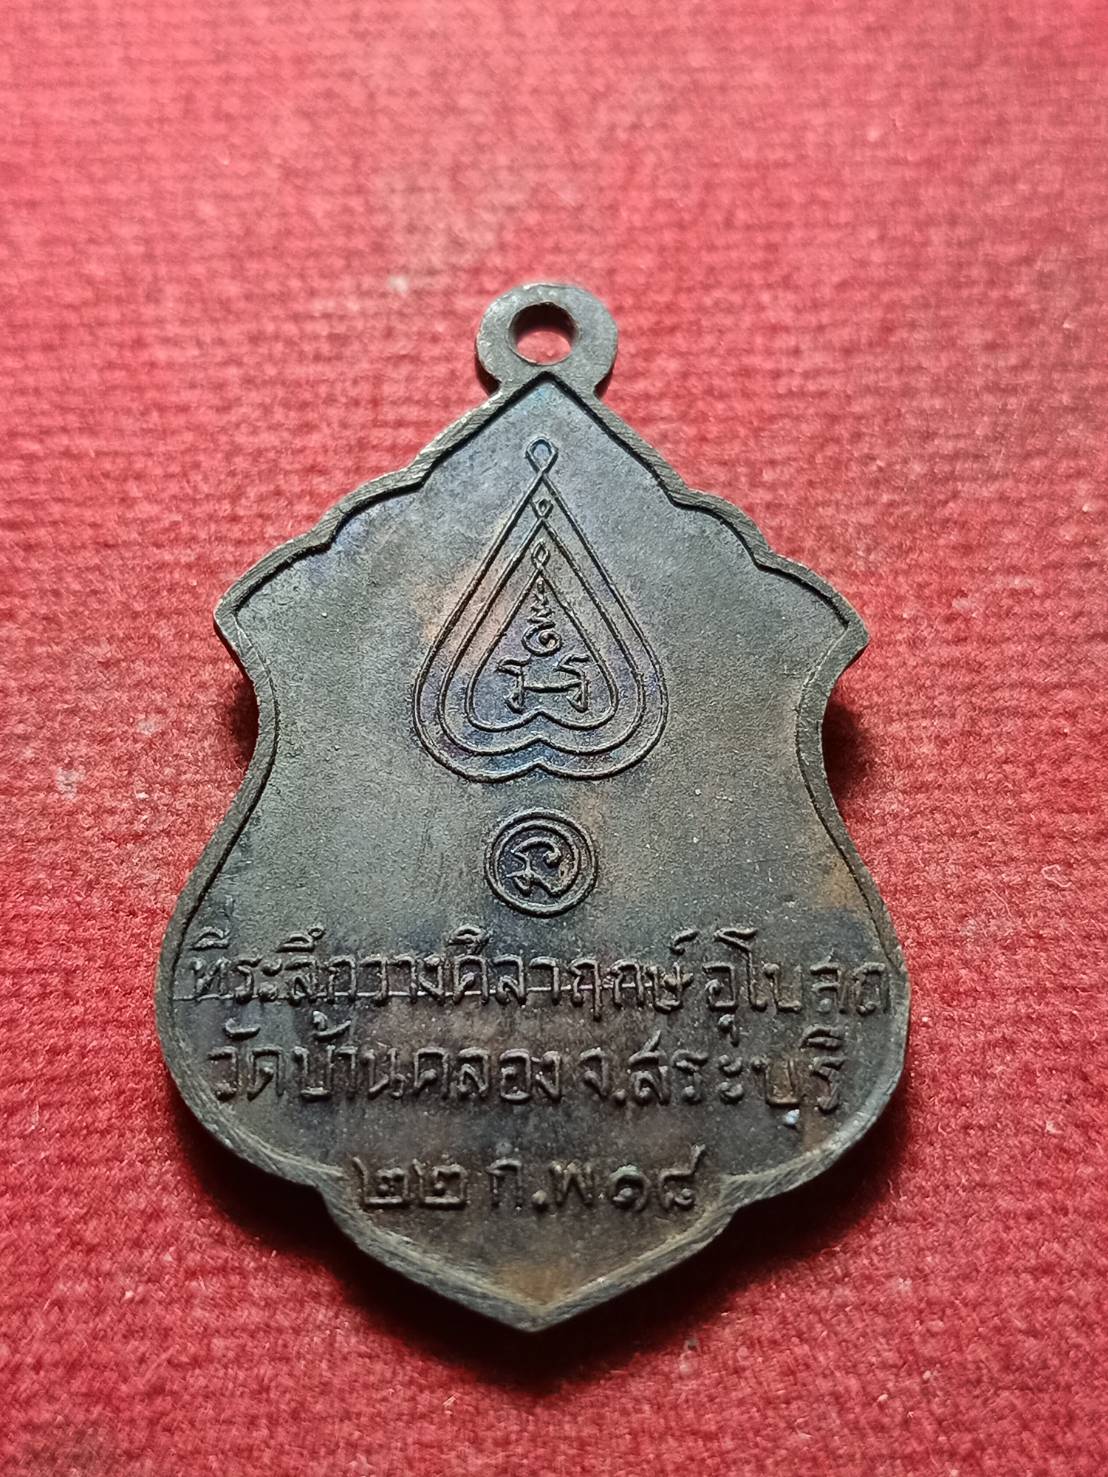 ที่ระลึกวางศิลาฤกษ์ อุโบสถ
วัดบ้านคลอง จ.สระบุรี
๒๒ ก.พ ๑๘